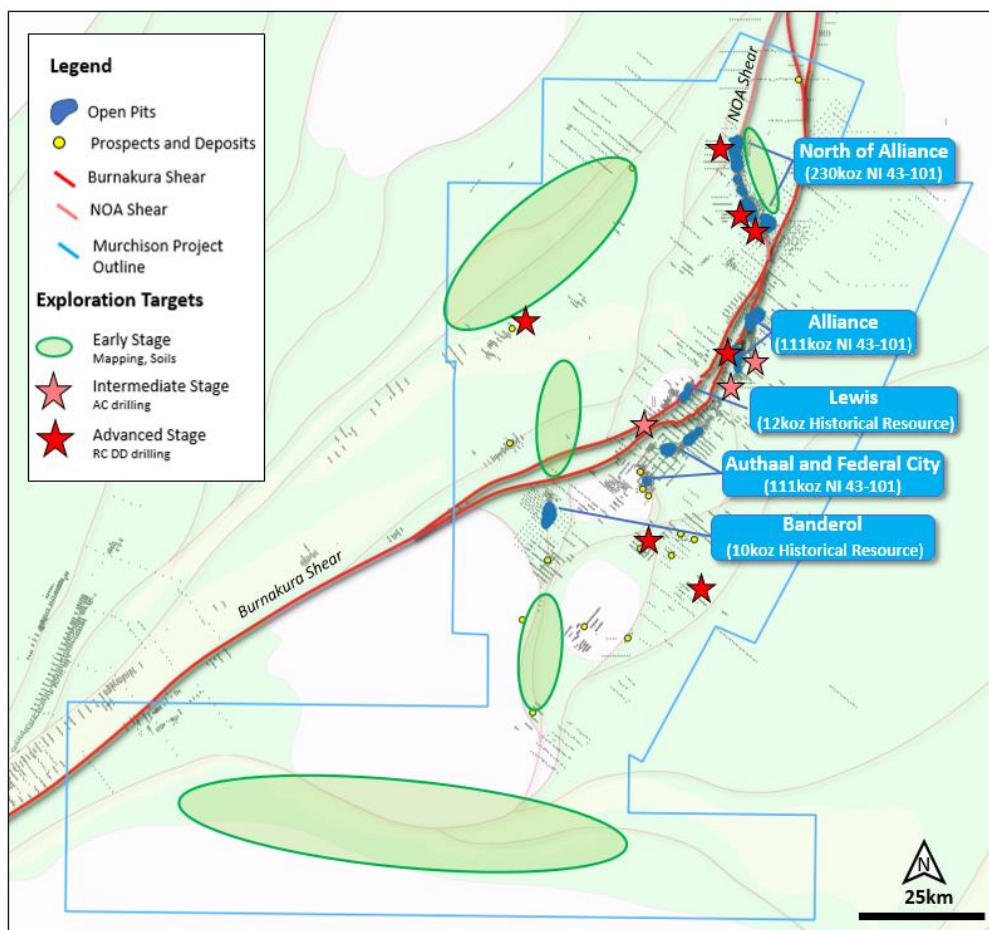 Legend
Open Pits
Prospects and Deposits
Burnakura Shear
NOA Shear
Murchison Project
Outline
Exploration Targets
Early Stage
Mapping, Soils
Intermediate Stage
AC drilling
Advanced Stage
RC DD drilling
NOA Shear
North of Alliance
(230koz NI 43-101)
Alliance
(111koz NI 43-101)
Lewis
(12koz Historical Resource)
Authaal and Federal City
(111koz NI 43-101)
Banderol
(10koz Historical Resource)
Burnakura Shear
N
25km